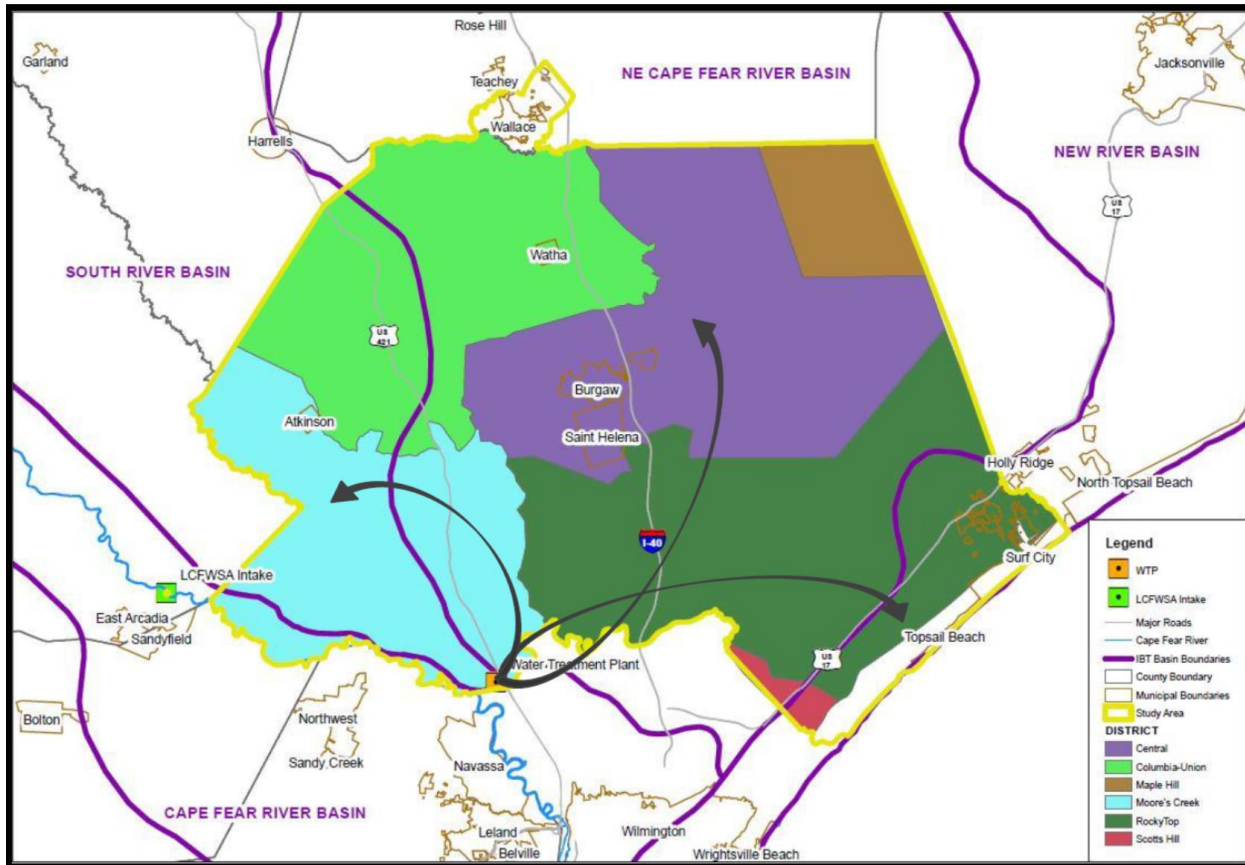 Rose Hill
Garland
Teachey
NE CAPE FEAR RIVER BASIN
Jacksonville
Wallace
Harrells
NEW RIVER BASIN
US
17
Watha
SOUTH RIVER BASIN
US
421
Burgaw
Atkinson
Saint Helena
Holly Ridge
North Topsail Beach
I-40
Surf City
LCFWSA Intake
East Arcadia
Sandyfield
Topsail Beach
US
17
Water Treatment Plant
Bolton
Northwest
Sandy Creek
Navassa
CAPE FEAR RIVER BASIN
Leland
Belville
Wilmington
Wrightsville Beach
Legend
WTP
LCFWSA Intake
Major Roads
Cape Fear River
IBT Basin Boundaries
County Boundary
Municipal Boundaries
Study Area
DISTRICT
Central
Columbia-Union
Maple Hill
Moore's Creek
RockyTop
Scotts Hill